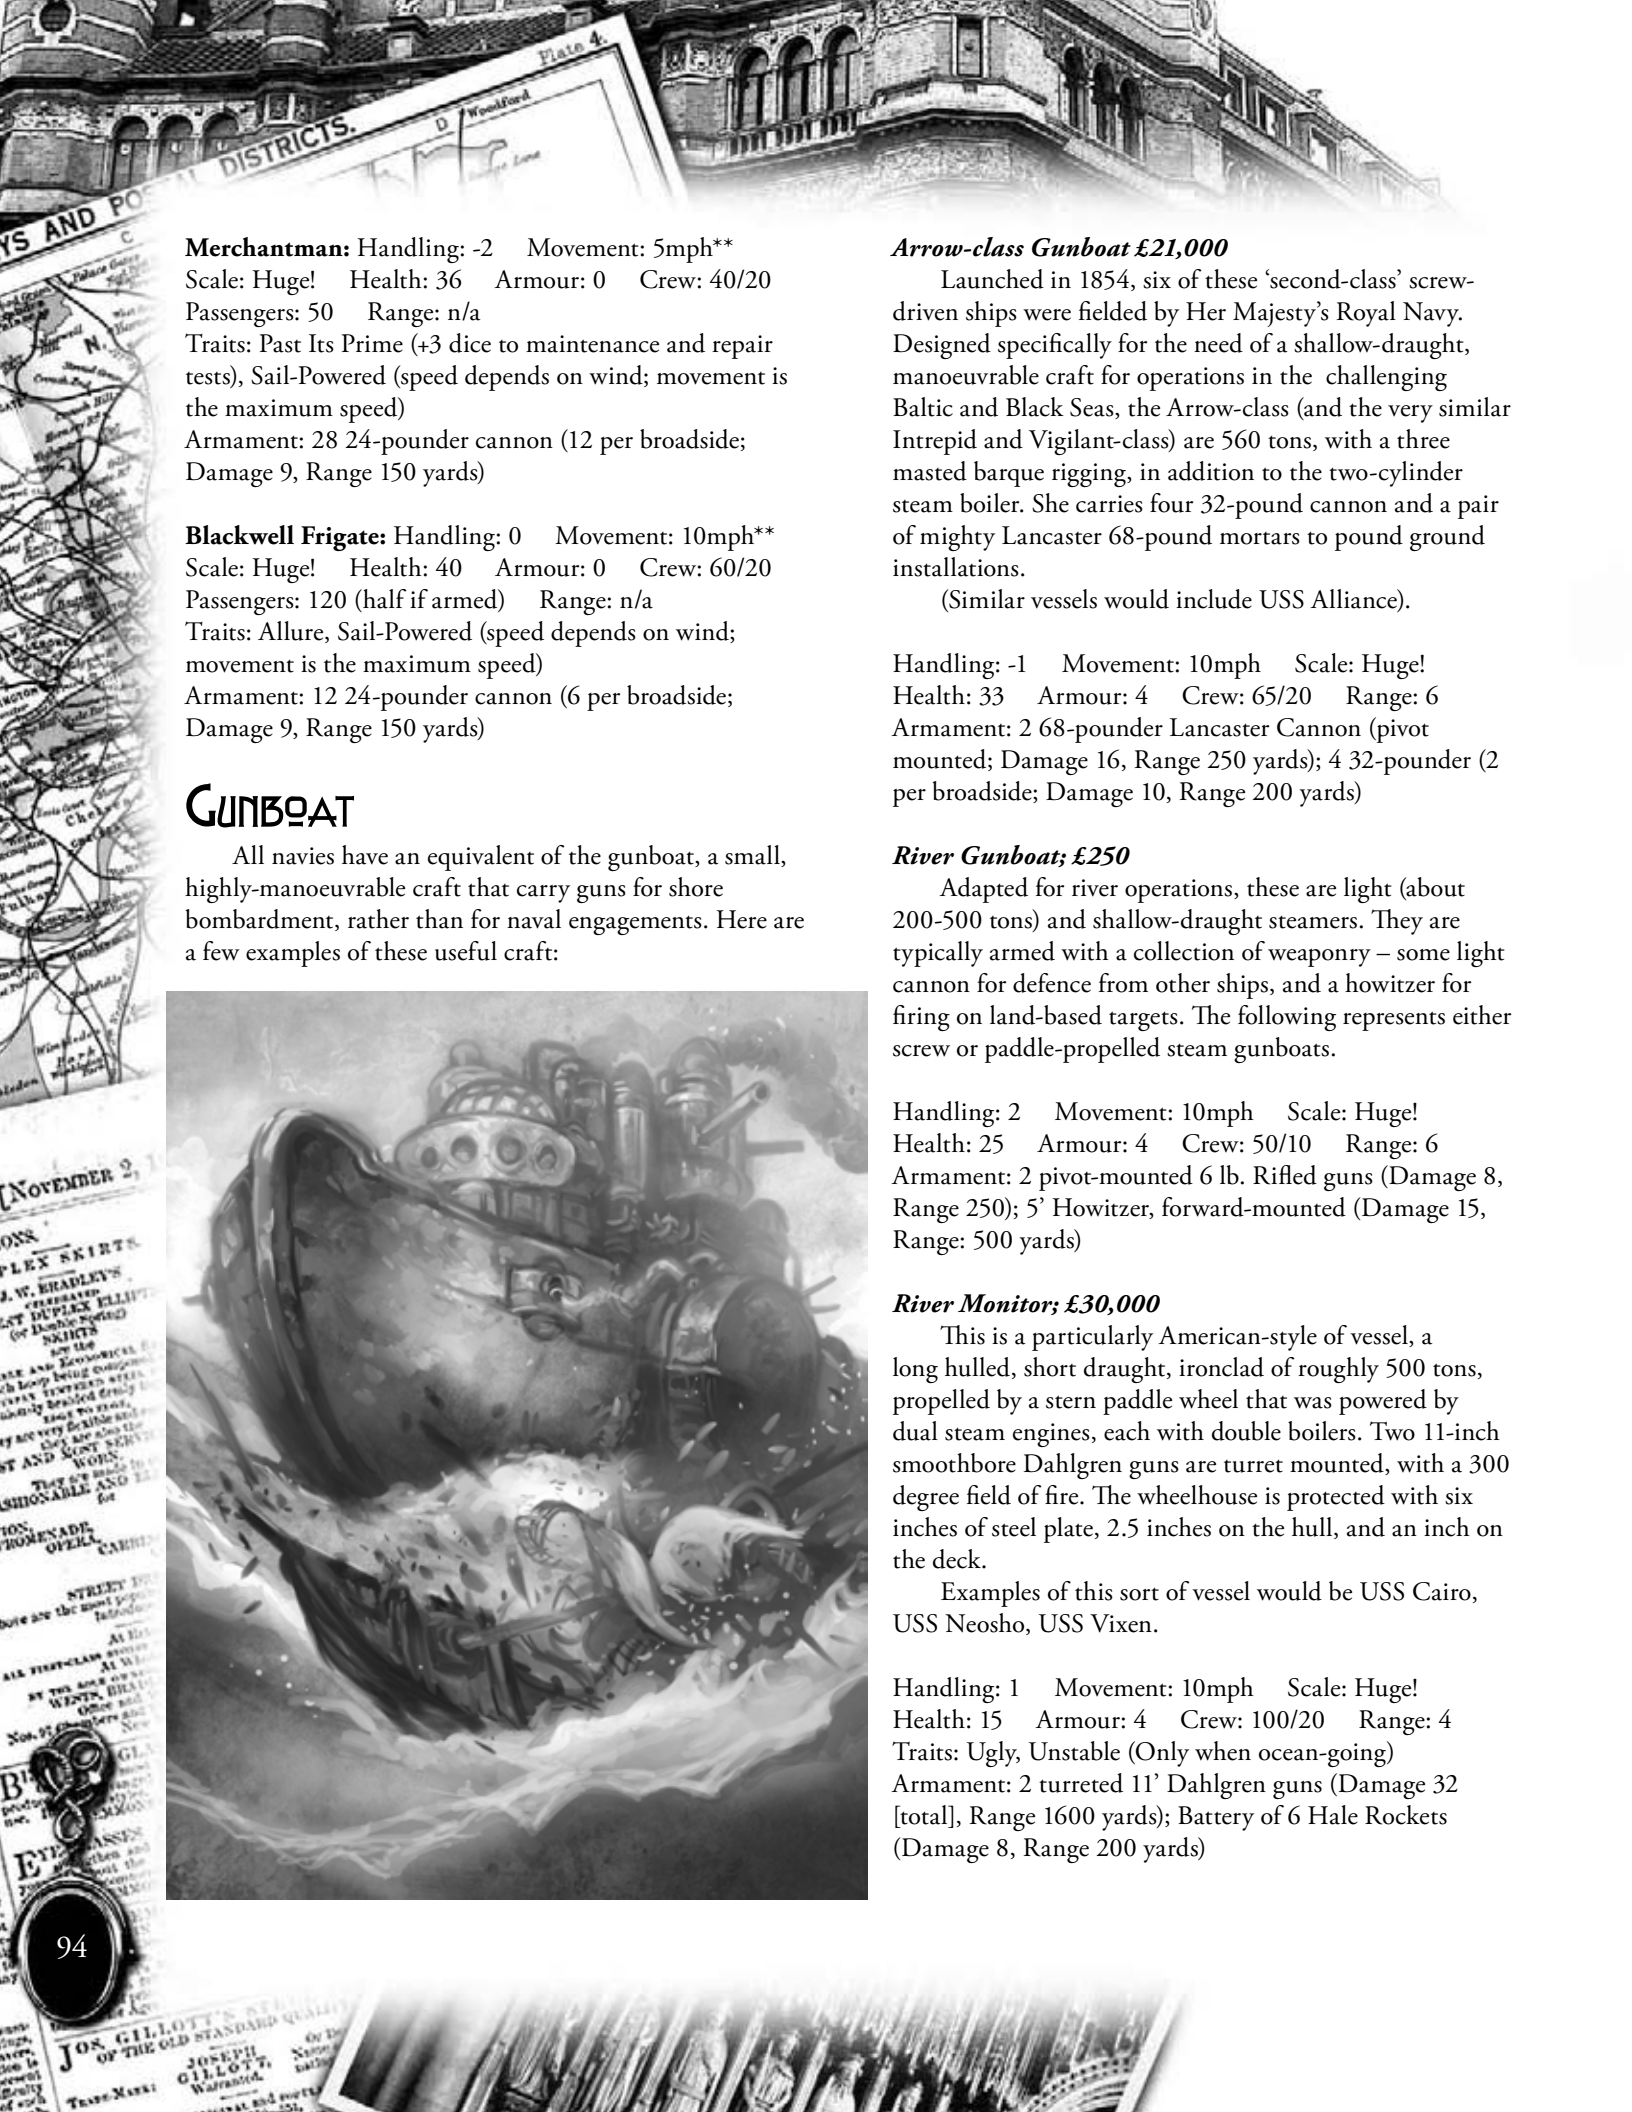 Plate 4.
DISTRICTS.
D
Woodford
YS AND PO
C
N.
Merchantman: Handling: -2 Movement: 5mph**
Scale: Huge! Health: 36 Armour: 0 Crew: 40/20
Passengers: 50 Range: n/a
Traits: Past Its Prime (+3 dice to maintenance and repair
tests), Sail-Powered (speed depends on wind; movement is
the maximum speed)
Armament: 28 24-pounder cannon (12 per broadside;
Damage 9, Range 150 yards)
Blackwell Frigate: Handling: 0 Movement: 10mph**
Scale: Huge! Health: 40 Armour: 0 Crew: 60/20
Passengers: 120 (half if armed) Range: n/a
Traits: Allure, Sail-Powered (speed depends on wind;
movement is the maximum speed)
Armament: 12 24-pounder cannon (6 per broadside;
Damage 9, Range 150 yards)
GUNBOAT
All navies have an equivalent of the gunboat, a small,
highly-manoeuvrable craft that carry guns for shore
bombardment, rather than for naval engagements. Here are
a few examples of these useful craft:
Arrow-class Gunboat £21,000
Launched in 1854, six of these ‘second-class’ screw-
driven ships were fielded by Her Majesty’s Royal Navy.
Designed specifically for the need of a shallow-draught,
manoeuvrable craft for operations in the challenging
Baltic and Black Seas, the Arrow-class (and the very similar
Intrepid and Vigilant-class) are 560 tons, with a three
masted barque rigging, in addition to the two-cylinder
steam boiler. She carries four 32-pound cannon and a pair
of mighty Lancaster 68-pound mortars to pound ground
installations.
(Similar vessels would include USS Alliance).
Handling: -1 Movement: 10mph Scale: Huge!
Health: 33 Armour: 4 Crew: 65/20 Range: 6
Armament: 2 68-pounder Lancaster Cannon (pivot
mounted; Damage 16, Range 250 yards); 4 32-pounder (2
per broadside; Damage 10, Range 200 yards)
River Gunboat; £250
Adapted for river operations, these are light (about
200-500 tons) and shallow-draught steamers. They are
typically armed with a collection of weaponry – some light
cannon for defence from other ships, and a howitzer for
firing on land-based targets. The following represents either
screw or paddle-propelled steam gunboats.
Handling: 2 Movement: 10mph Scale: Huge!
Health: 25 Armour: 4 Crew: 50/10 Range: 6
Armament: 2 pivot-mounted 6 lb. Rifled guns (Damage 8,
Range 250); 5’ Howitzer, forward-mounted (Damage 15,
Range: 500 yards)
River Monitor; £30,000
This is a particularly American-style of vessel, a
long hulled, short draught, ironclad of roughly 500 tons,
propelled by a stern paddle wheel that was powered by
dual steam engines, each with double boilers. Two 11-inch
smoothbore Dahlgren guns are turret mounted, with a 300
degree field of fire. The wheelhouse is protected with six
inches of steel plate, 2.5 inches on the hull, and an inch on
the deck.
Examples of this sort of vessel would be USS Cairo,
USS Neosho, USS Vixen.
Handling: 1 Movement: 10mph Scale: Huge!
Health: 15 Armour: 4 Crew: 100/20 Range: 4
Traits: Ugly, Unstable (Only when ocean-going)
Armament: 2 turreted 11’ Dahlgren guns (Damage 32
[total], Range 1600 yards); Battery of 6 Hale Rockets
(Damage 8, Range 200 yards)
[NOVEMBER 2,
J. W. BRADLEY'S
SKIRTS
94
JOS. GILLOTT'S
OF THE OLD STANDARD
JOSEPH
GILLOTT,
Warranted.
TRADE MARK: